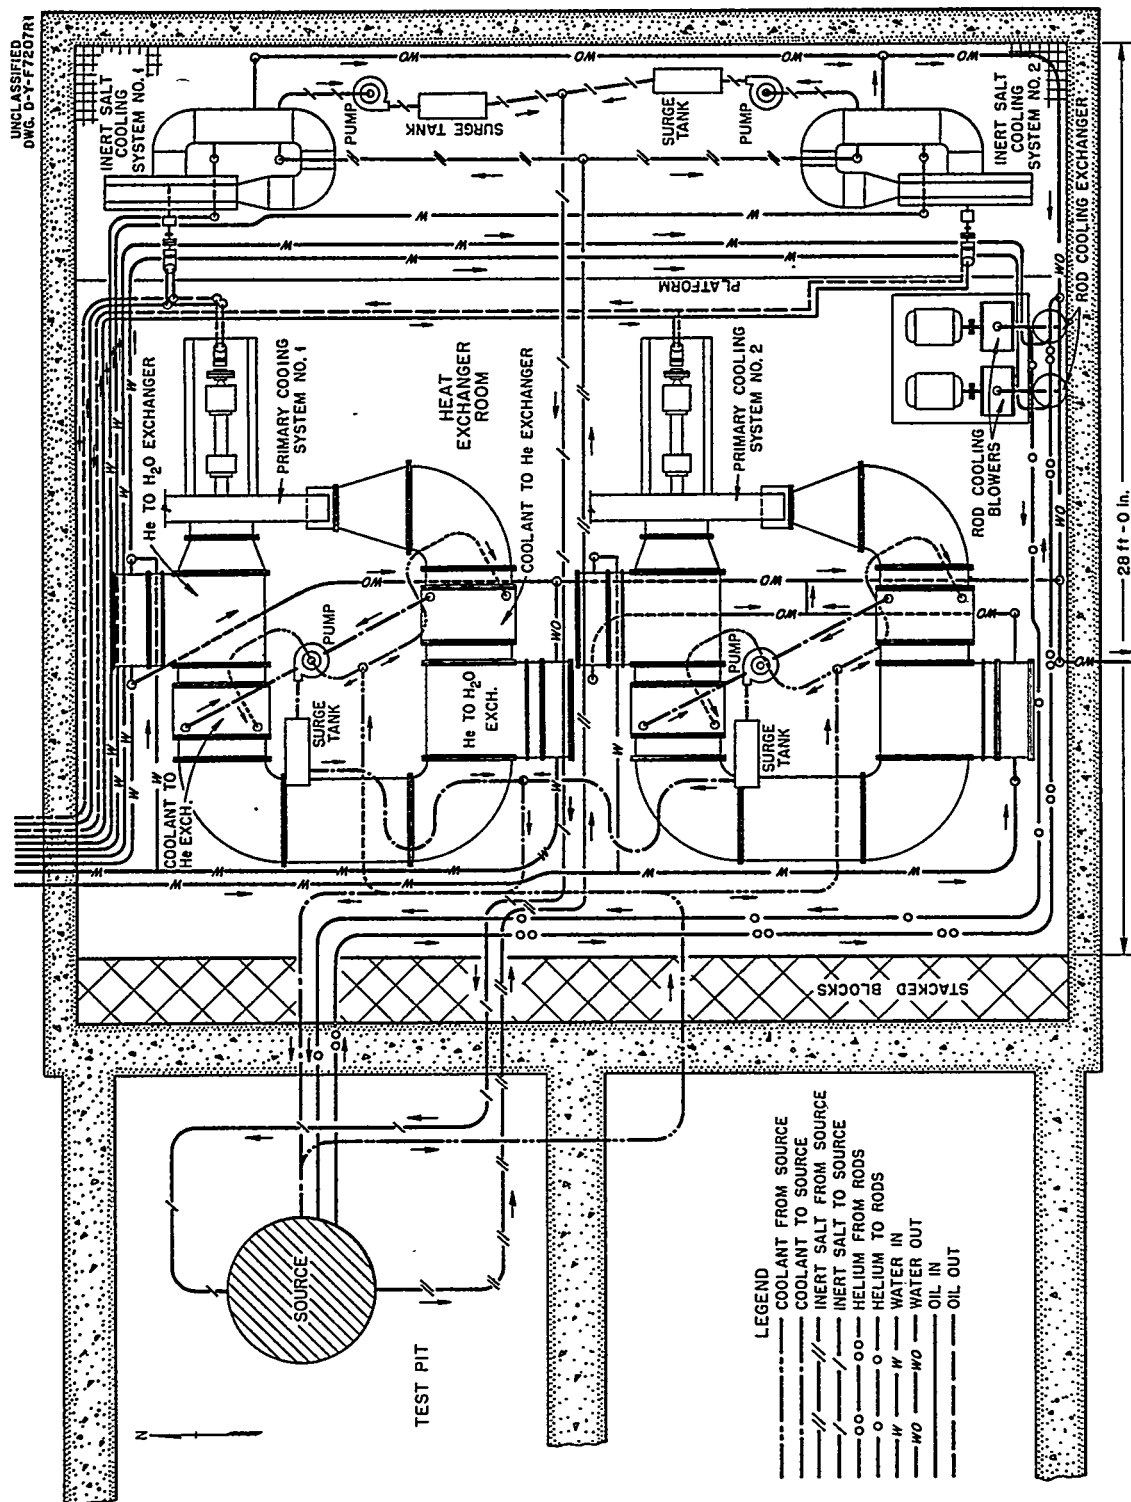 UNCLASSIFIED
DWG. D-Y-F7207R1
INERT SALT
COOLING
SYSTEM NO. 1
PUMP
SURGE TANK
SURGE
TANK
PUMP
INERT SALT
COOLING
SYSTEM NO. 2
ROD COOLING EXCHANGER
PLATFORM
He TO H2O EXCHANGER
PRIMARY COOING
SYSTEM NO. 1
HEAT
EXCHANGER
ROOM
COOLANT TO He EXCHANGER
PRIMARY COOLING
SYSTEM NO. 2
ROD COOLING
BLOWERS
PUMP
SURGE
TANK
He TO H2O
EXCH.
COOLANT TO
He EXCH.
PUMP
SURGE
TANK
28 ft - 0 in.
STACKED BLOCKS
SOURCE
TEST PIT
N
LEGEND
COOLANT FROM SOURCE
COOLANT TO SOURCE
INERT SALT FROM SOURCE
INERT SALT TO SOURCE
OO HELIUM FROM RODS
O HELIUM TO RODS
W WATER IN
WO WATER OUT
OIL IN
OIL OUT